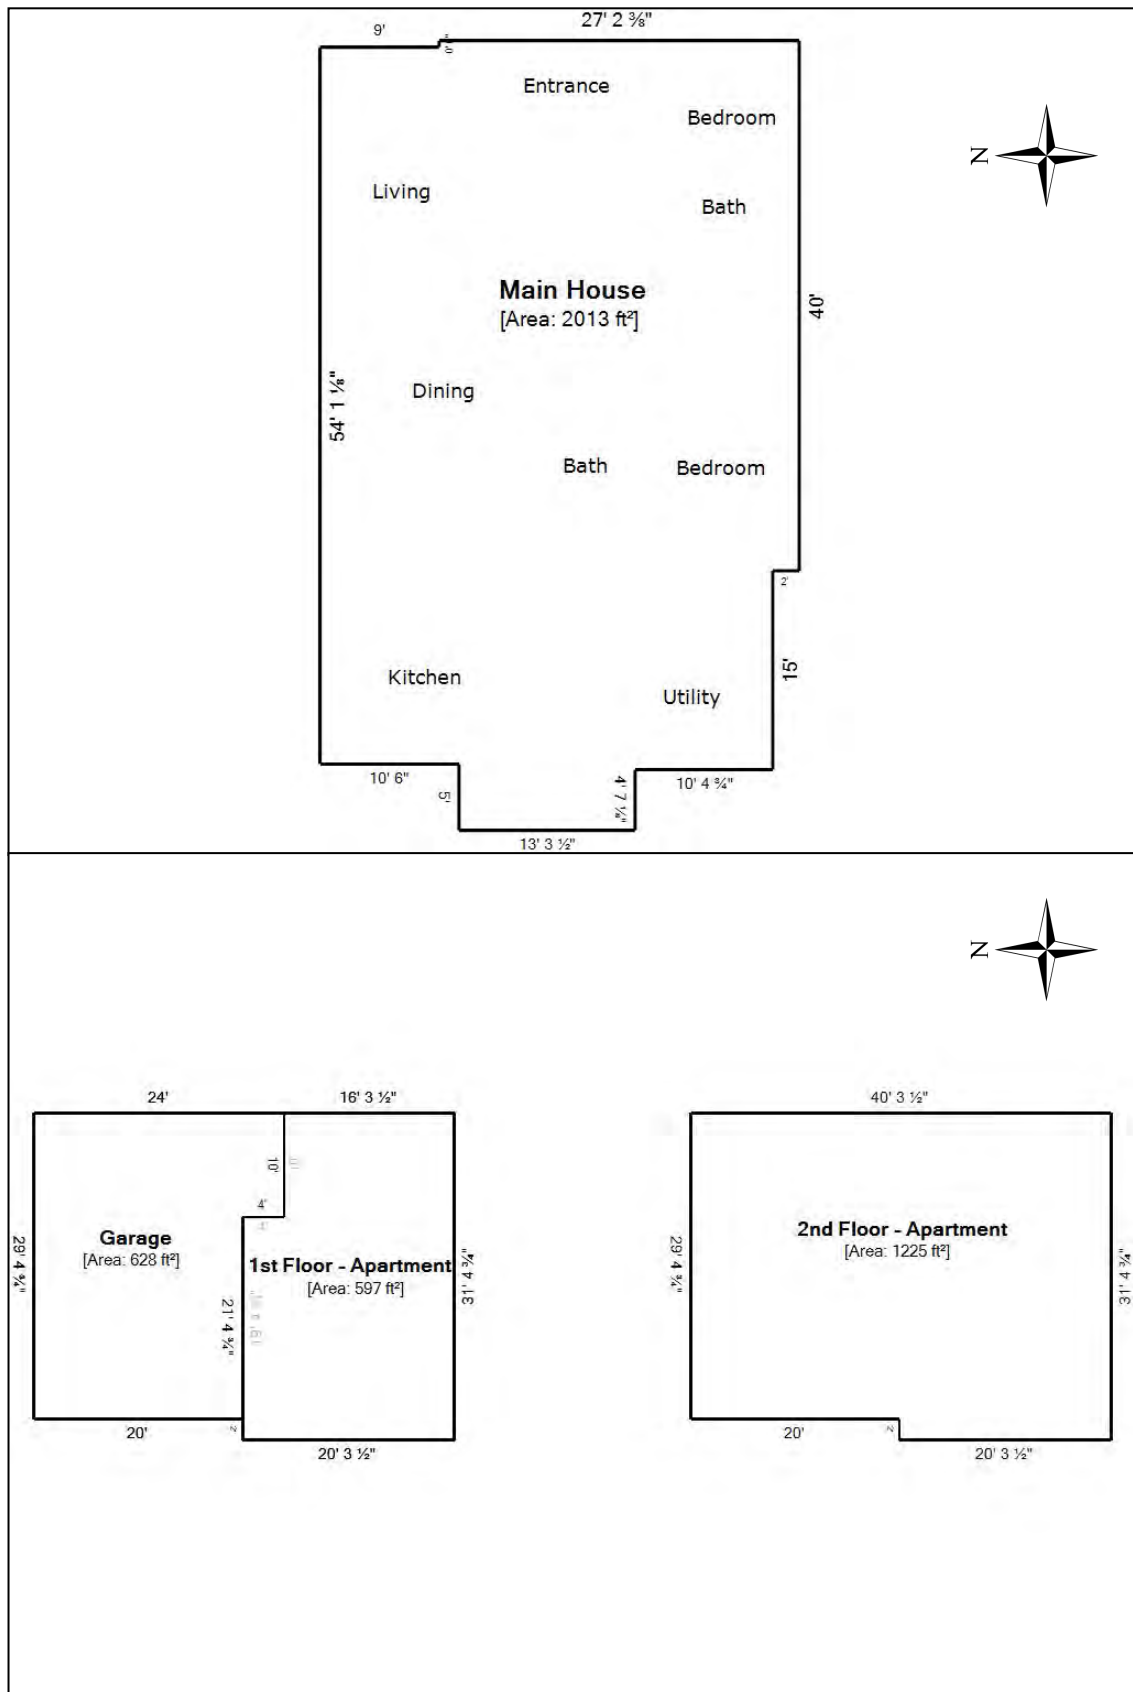 27' 2 ⅜"
9'
Entrance
Bedroom
N
Living
Bath
Main House
[Area: 2013 ft²]
40'
54' 1 ⅛"
Dining
Bath
Bedroom
2'
15'
Kitchen
Utility
10' 6"
5'
4' 7 ⅛"
10' 4 ¾"
13' 3 ½"
N
24'
16' 3 ½"
40' 3 ½"
10'
4'
29' 4 ¾"
Garage
[Area: 628 ft²]
1st Floor - Apartment
[Area: 597 ft²]
31' 4 ¾"
21' 4 ¾"
20'
2'
20' 3 ½"
29' 4 ¾"
2nd Floor - Apartment
[Area: 1225 ft²]
31' 4 ¾"
20'
2'
20' 3 ½"